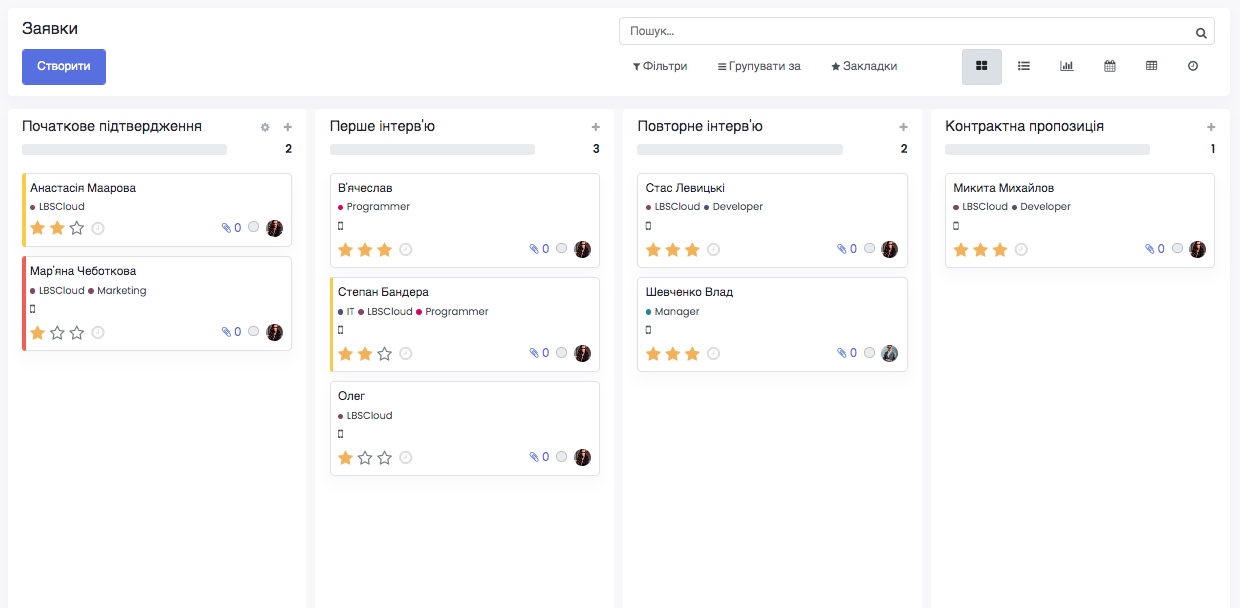 Заявки
Пошук...
Створити
Фільтри Групувати за Закладки
Початкове підтвердження
2
Анастасія Маарова
LBSCloud
0
Мар'яна Чеботкова
LBSCloud Marketing
0
Перше інтерв'ю
3
В'ячеслав
Programmer
0
Степан Бандера
IT LBSCloud Programmer
0
Олег
LBSCloud
0
Повторне інтерв'ю
2
Стас Левицькі
LBSCloud Developer
0
Шевченко Влад
Manager
0
Контрактна пропозиція
1
Микита Михайлов
LBSCloud Developer
0